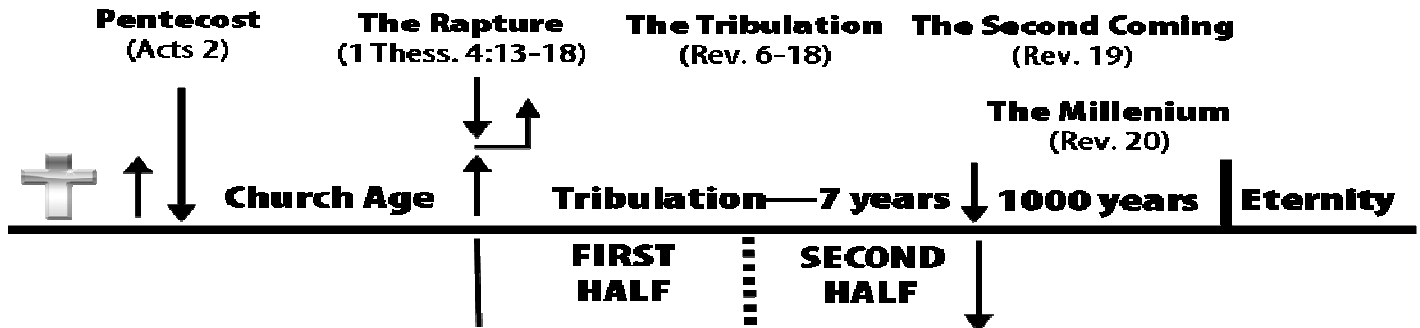 Pentecost
(Acts 2)
The Rapture
(1 Thess. 4:13-18)
The Tribulation
(Rev. 6-18)
The Second Coming
(Rev. 19)
The Millenium
(Rev. 20)
Church Age
Tribulation—7 years
1000 years
Eternity
FIRST
HALF
SECOND
HALF